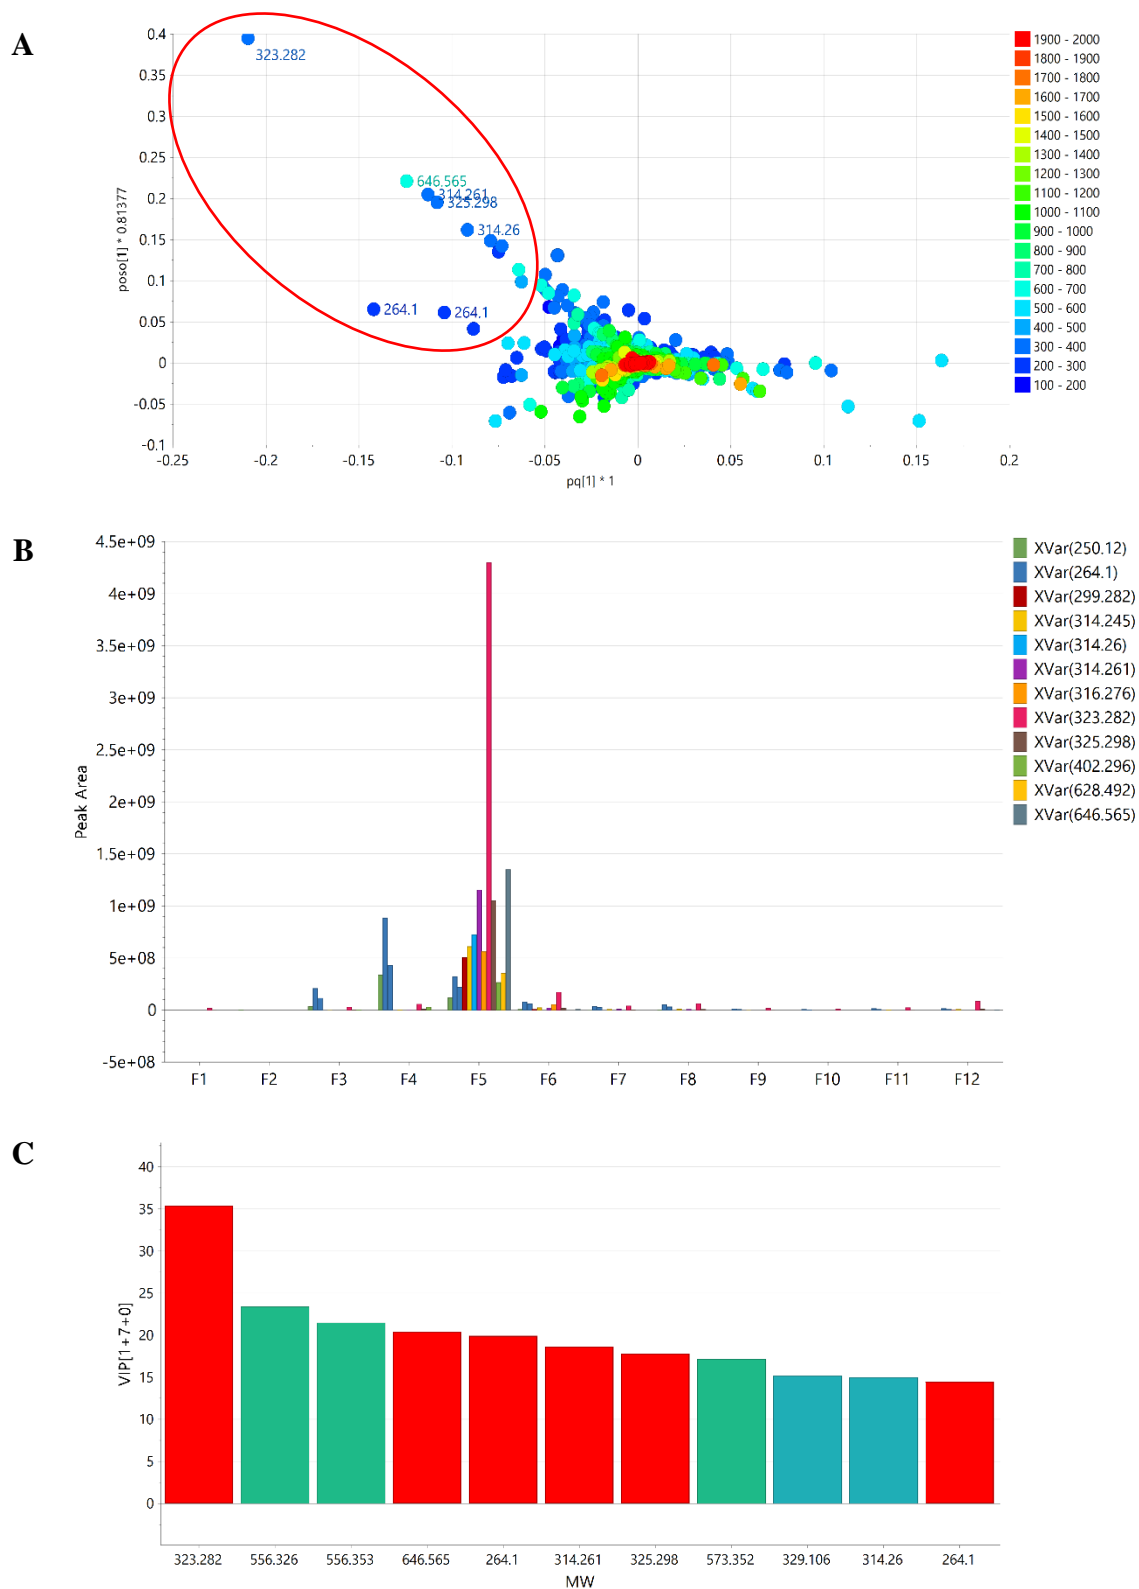 A
poso[1] * 0.81377
0.4
0.35
0.3
0.25
0.2
0.15
0.1
0.05
0
-0.05
-0.1
323.282
646.565
314.261
325.298
314.26
264.1
264.1
-0.25
-0.2
-0.15
-0.1
-0.05
0
0.05
0.1
0.15
0.2
pq[1] * 1
1900 - 2000
1800 - 1900
1700 - 1800
1600 - 1700
1500 - 1600
1400 - 1500
1300 - 1400
1200 - 1300
1100 - 1200
1000 - 1100
900 - 1000
800 - 900
700 - 800
600 - 700
500 - 600
400 - 500
300 - 400
200 - 300
100 - 200
B
Peak Area
4.5e+09
4e+09
3.5e+09
3e+09
2.5e+09
2e+09
1.5e+09
1e+09
5e+08
0
-5e+08
F1
F2
F3
F4
F5
F6
F7
F8
F9
F10
F11
F12
XVar(250.12)
XVar(264.1)
XVar(299.282)
XVar(314.245)
XVar(314.26)
XVar(314.261)
XVar(316.276)
XVar(323.282)
XVar(325.298)
XVar(402.296)
XVar(628.492)
XVar(646.565)
C
VIP[1+7+0]
40
35
30
25
20
15
10
5
0
323.282
556.326
556.353
646.565
264.1
314.261
325.298
573.352
329.106
314.26
264.1
MW